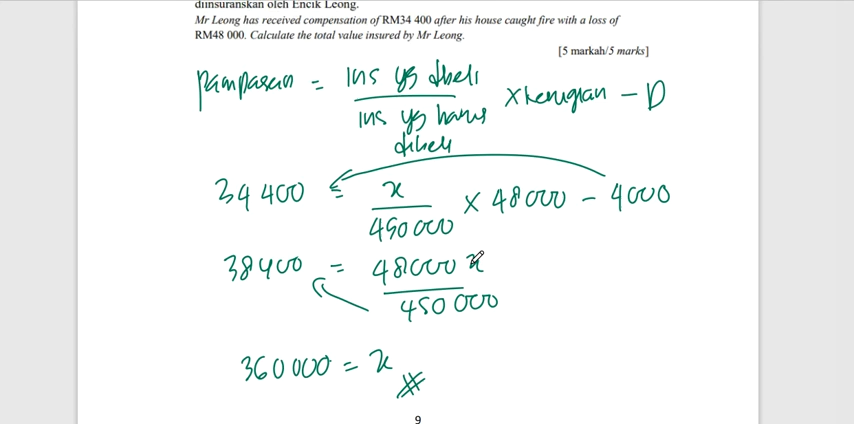 diinsuranskan oleh Encik Leong.
Mr Leong has received compensation of RM34 400 after his house caught fire with a loss of
RM48 000. Calculate the total value insured by Mr Leong.
[5 markah/5 marks]
pampasan = ins yg dbeli / ins yg harus dibeli × kerugian - D
34 400 = x / 450 000 × 48 000 - 4000
38 400 = 48 000 x / 450 000
360 000 = x
9